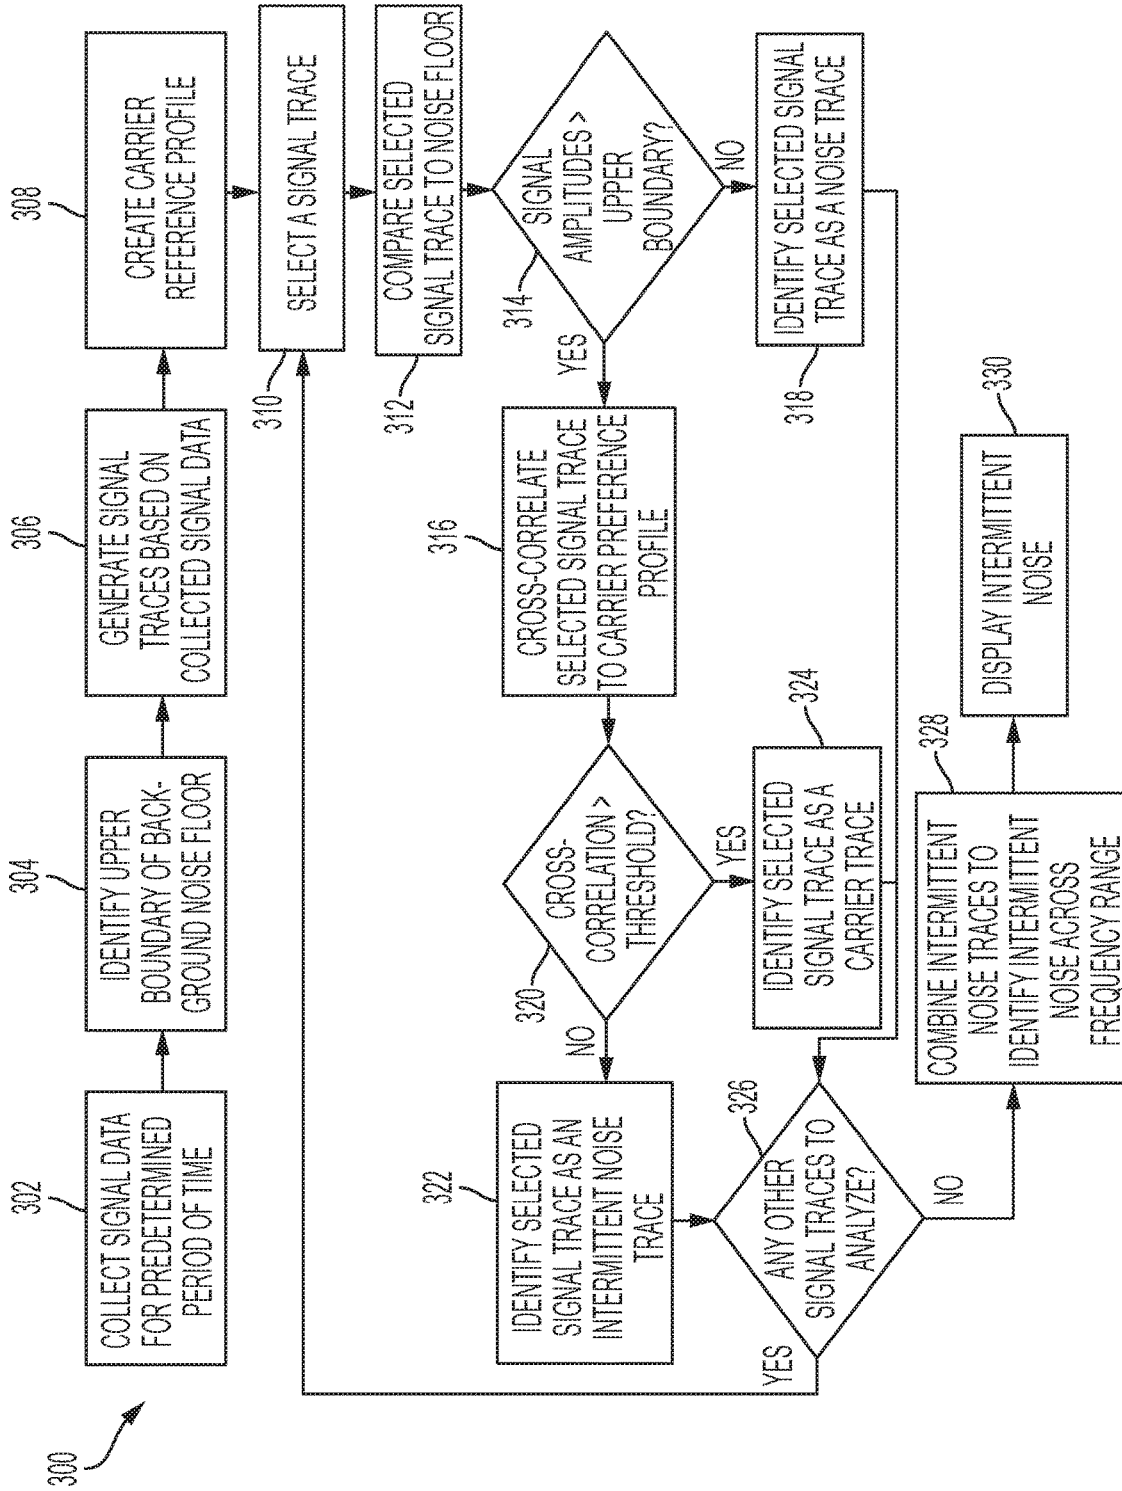 300
302
COLLECT SIGNAL DATA
FOR PREDETERMINED
PERIOD OF TIME
304
IDENTIFY UPPER
BOUNDARY OF BACK-
GROUND NOISE FLOOR
306
GENERATE SIGNAL
TRACES BASED ON
COLLECTED SIGNAL DATA
308
CREATE CARRIER
REFERENCE PROFILE
310
SELECT A SIGNAL TRACE
312
COMPARE SELECTED
SIGNAL TRACE TO NOISE FLOOR
314
SIGNAL
AMPLITUDES >
UPPER
BOUNDARY?
YES
NO
316
CROSS-CORRELATE
SELECTED SIGNAL TRACE
TO CARRIER PREFERENCE
PROFILE
318
IDENTIFY SELECTED SIGNAL
TRACE AS A NOISE TRACE
320
CROSS-
CORRELATION >
THRESHOLD?
NO
YES
322
IDENTIFY SELECTED
SIGNAL TRACE AS AN
INTERMITTENT NOISE
TRACE
324
IDENTIFY SELECTED
SIGNAL TRACE AS A
CARRIER TRACE
326
ANY OTHER
SIGNAL TRACES TO
ANALYZE?
YES
NO
328
COMBINE INTERMITTENT
NOISE TRACES TO
IDENTIFY INTERMITTENT
NOISE ACROSS
FREQUENCY RANGE
330
DISPLAY INTERMITTENT
NOISE